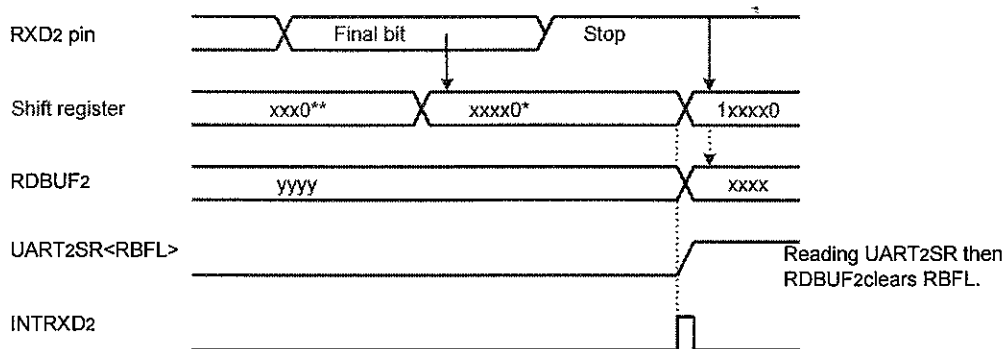 RXD2 pin
Final bit
Stop
Shift register
xxx0**
xxxx0*
1xxxx0
RDBUF2
yyyy
xxxx
UART2SR<RBFL>
Reading UART2SR then
RDBUF2clears RBFL.
INTRXD2